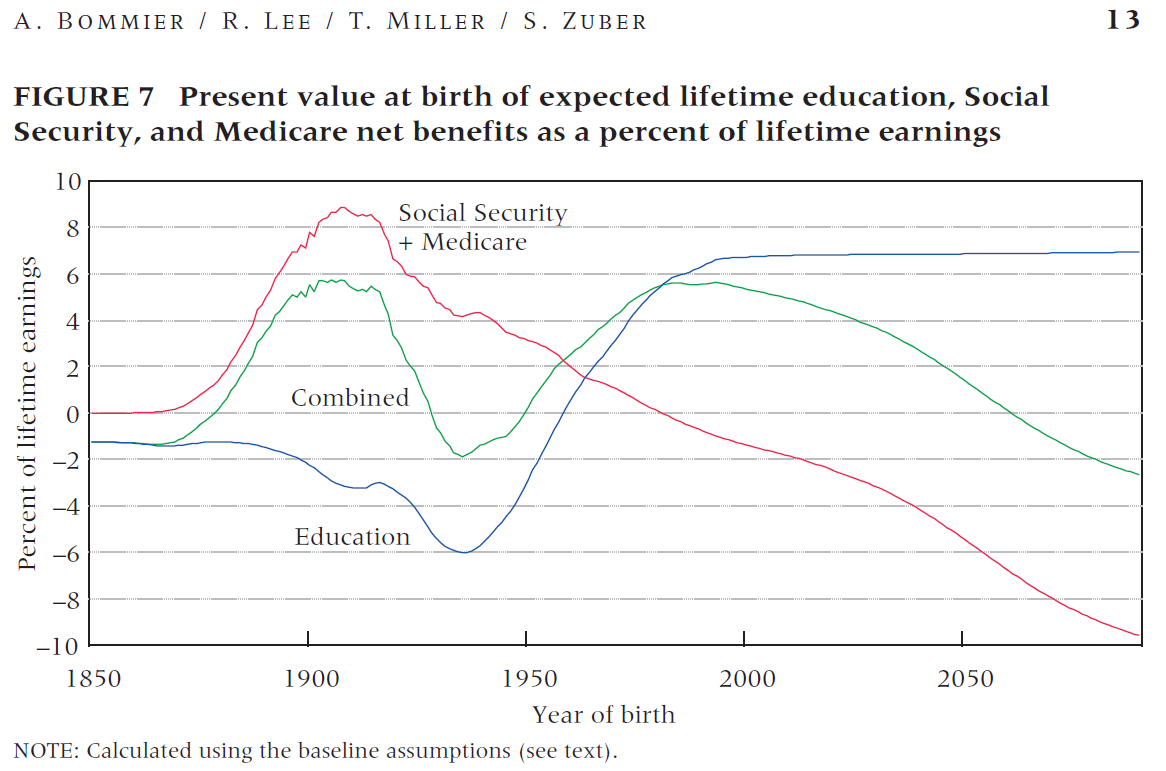 A. BOMMIER / R. LEE / T. MILLER / S. ZUBER 13
FIGURE 7 Present value at birth of expected lifetime education, Social
Security, and Medicare net benefits as a percent of lifetime earnings
10
8
6
4
2
0
−2
−4
−6
−8
−10
Percent of lifetime earnings
Social Security
+ Medicare
Combined
Education
1850 1900 1950 2000 2050
Year of birth
NOTE: Calculated using the baseline assumptions (see text).